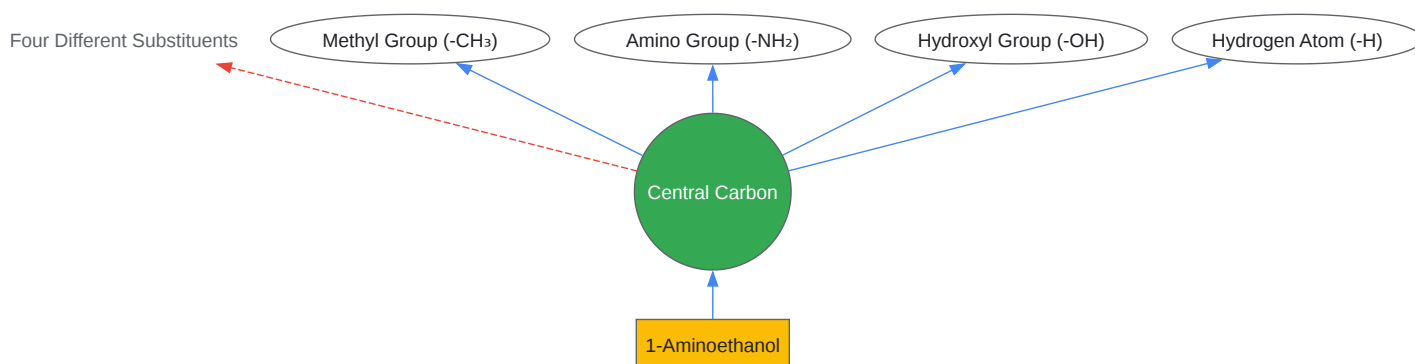 Four Different Substituents
Methyl Group (-CH₃)
Amino Group (-NH₂)
Hydroxyl Group (-OH)
Hydrogen Atom (-H)
Central Carbon
1-Aminoethanol